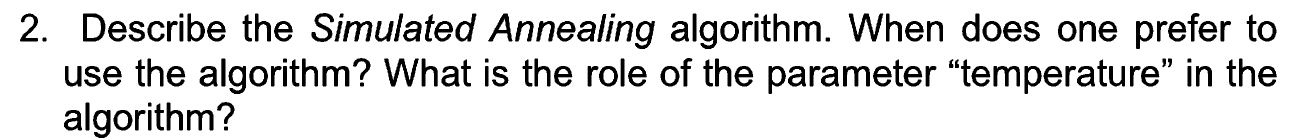 2. Describe the Simulated Annealing algorithm. When does one prefer to
use the algorithm? What is the role of the parameter “temperature” in the
algorithm?